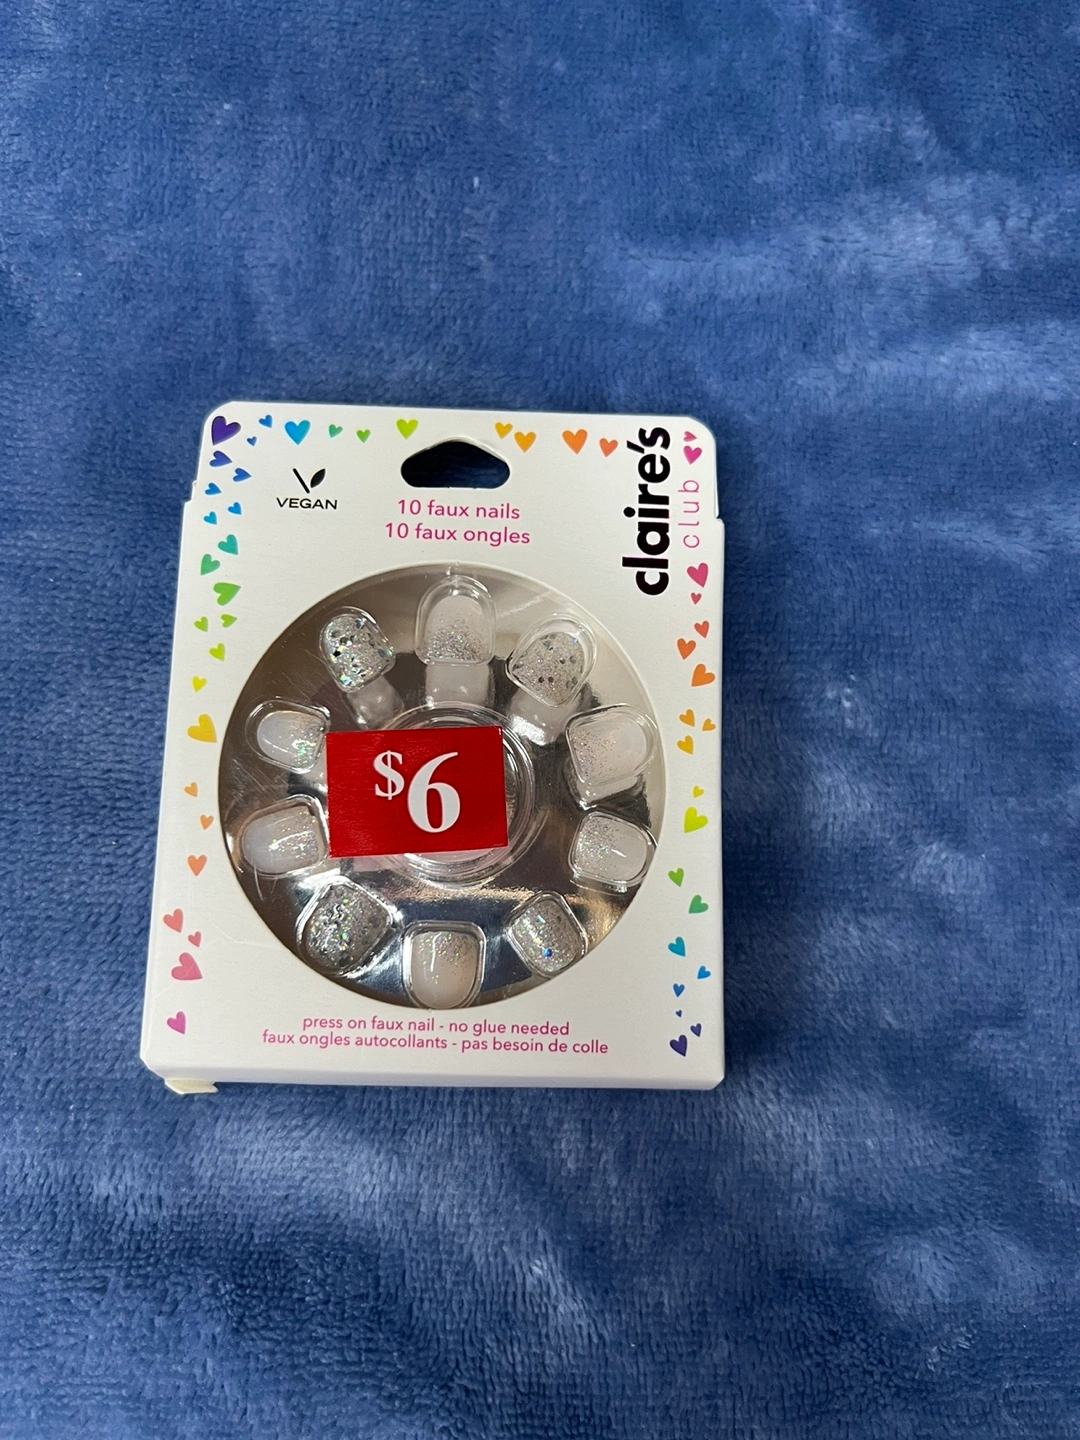 VEGAN
10 faux nails
10 faux ongles
claire's
club
$6
press on faux nail - no glue needed
faux ongles autocollants - pas besoin de colle